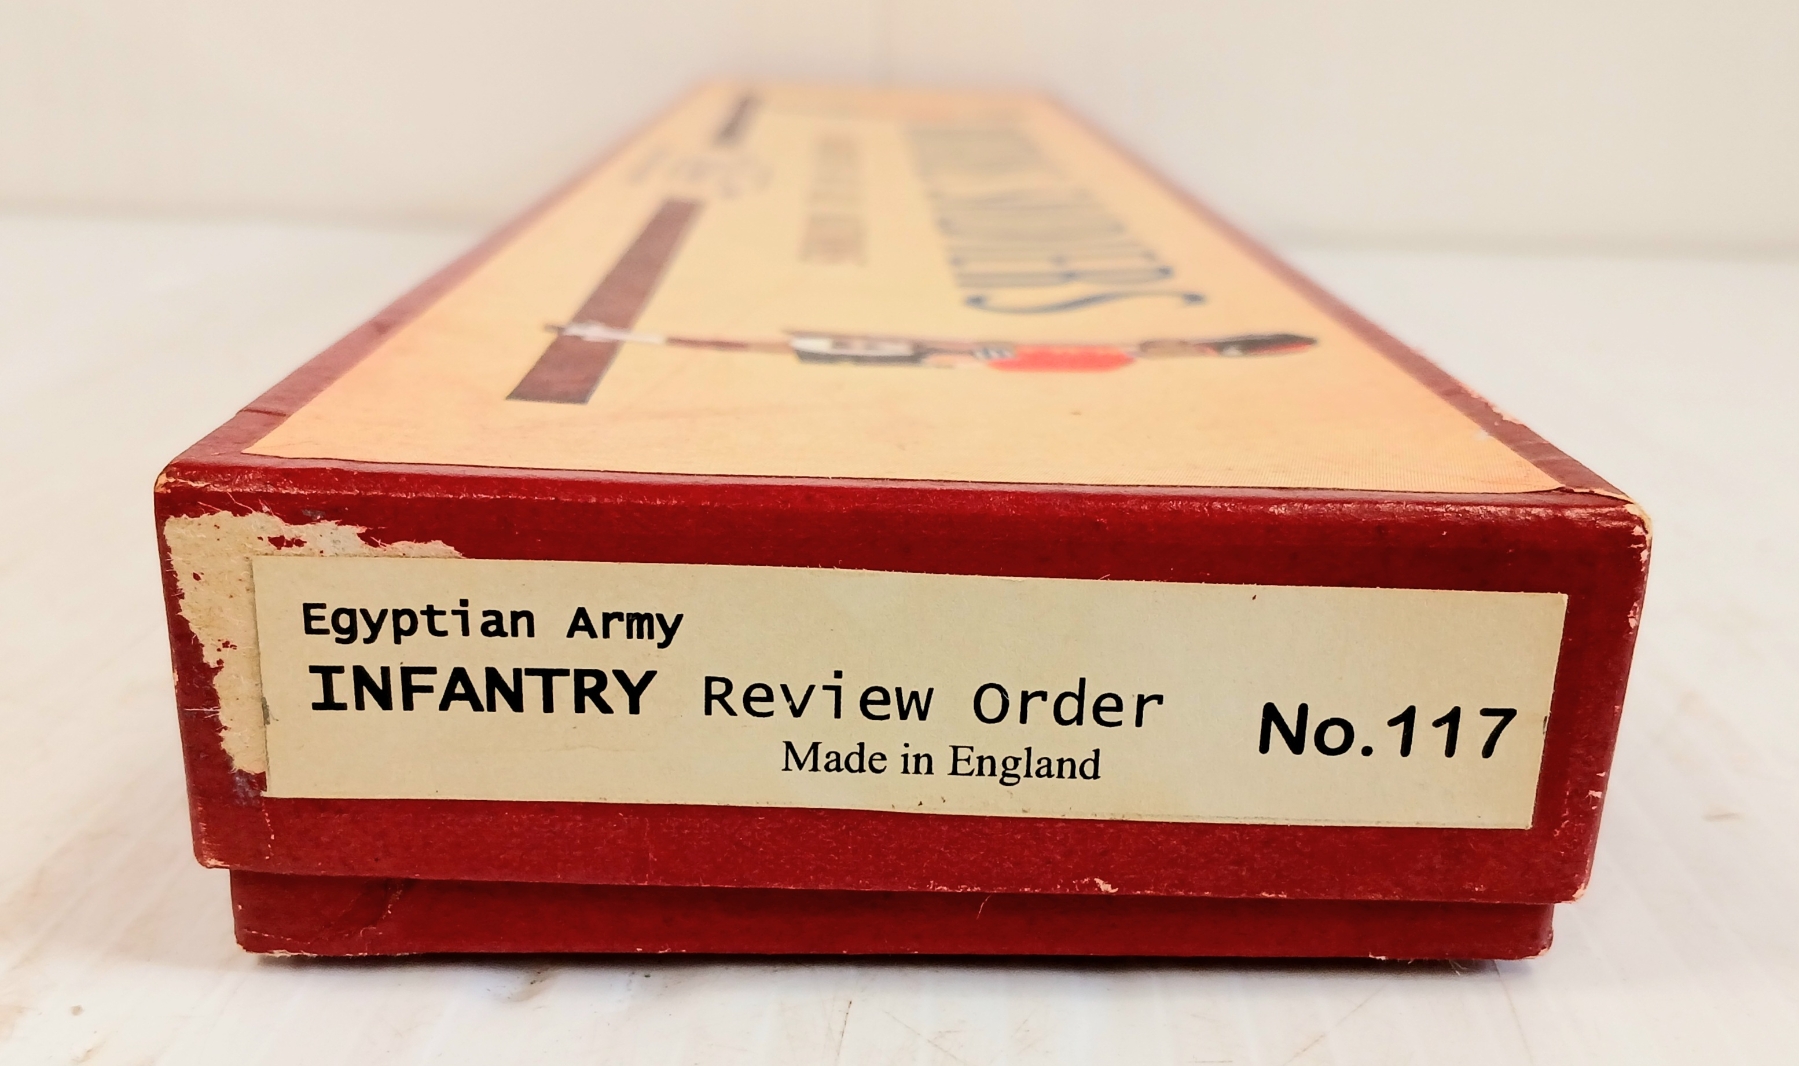 SOLDIERS
Egyptian Army
INFANTRY Review Order No.117
Made in England